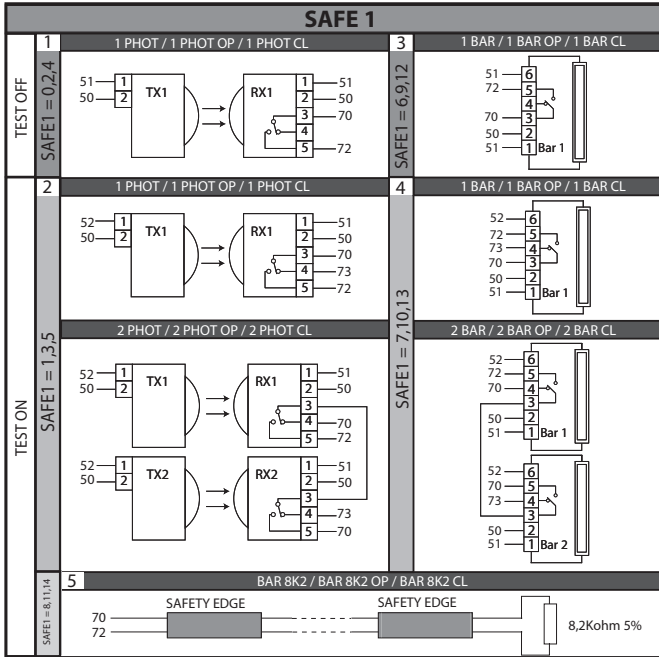 SAFE 1
TEST OFF
SAFE1 = 0,2,4
1
1 PHOT / 1 PHOT OP / 1 PHOT CL
51 1
50 2
TX1
RX1
1 51
2 50
3 70
4
5 72
SAFE1 = 6,9,12
3
1 BAR / 1 BAR OP / 1 BAR CL
51 6
72 5
4
70 3
50 2
51 1 Bar 1
TEST ON
SAFE1 = 1,3,5
2
1 PHOT / 1 PHOT OP / 1 PHOT CL
52 1
50 2
TX1
RX1
1 51
2 50
3 70
4 73
5 72
2 PHOT / 2 PHOT OP / 2 PHOT CL
52 1
50 2
TX1
RX1
1 51
2 50
3
4 70
5 72
52 1
50 2
TX2
RX2
1 51
2 50
3
4 73
5 70
SAFE1 = 7,10,13
4
1 BAR / 1 BAR OP / 1 BAR CL
52 6
72 5
73 4
70 3
50 2
51 1 Bar 1
2 BAR / 2 BAR OP / 2 BAR CL
52 6
72 5
70 4
3
50 2
51 1 Bar 1
52 6
70 5
73 4
3
50 2
51 1 Bar 2
SAFE1 = 8,11,14
5
BAR 8K2 / BAR 8K2 OP / BAR 8K2 CL
70
72
SAFETY EDGE
SAFETY EDGE
8,2Kohm 5%